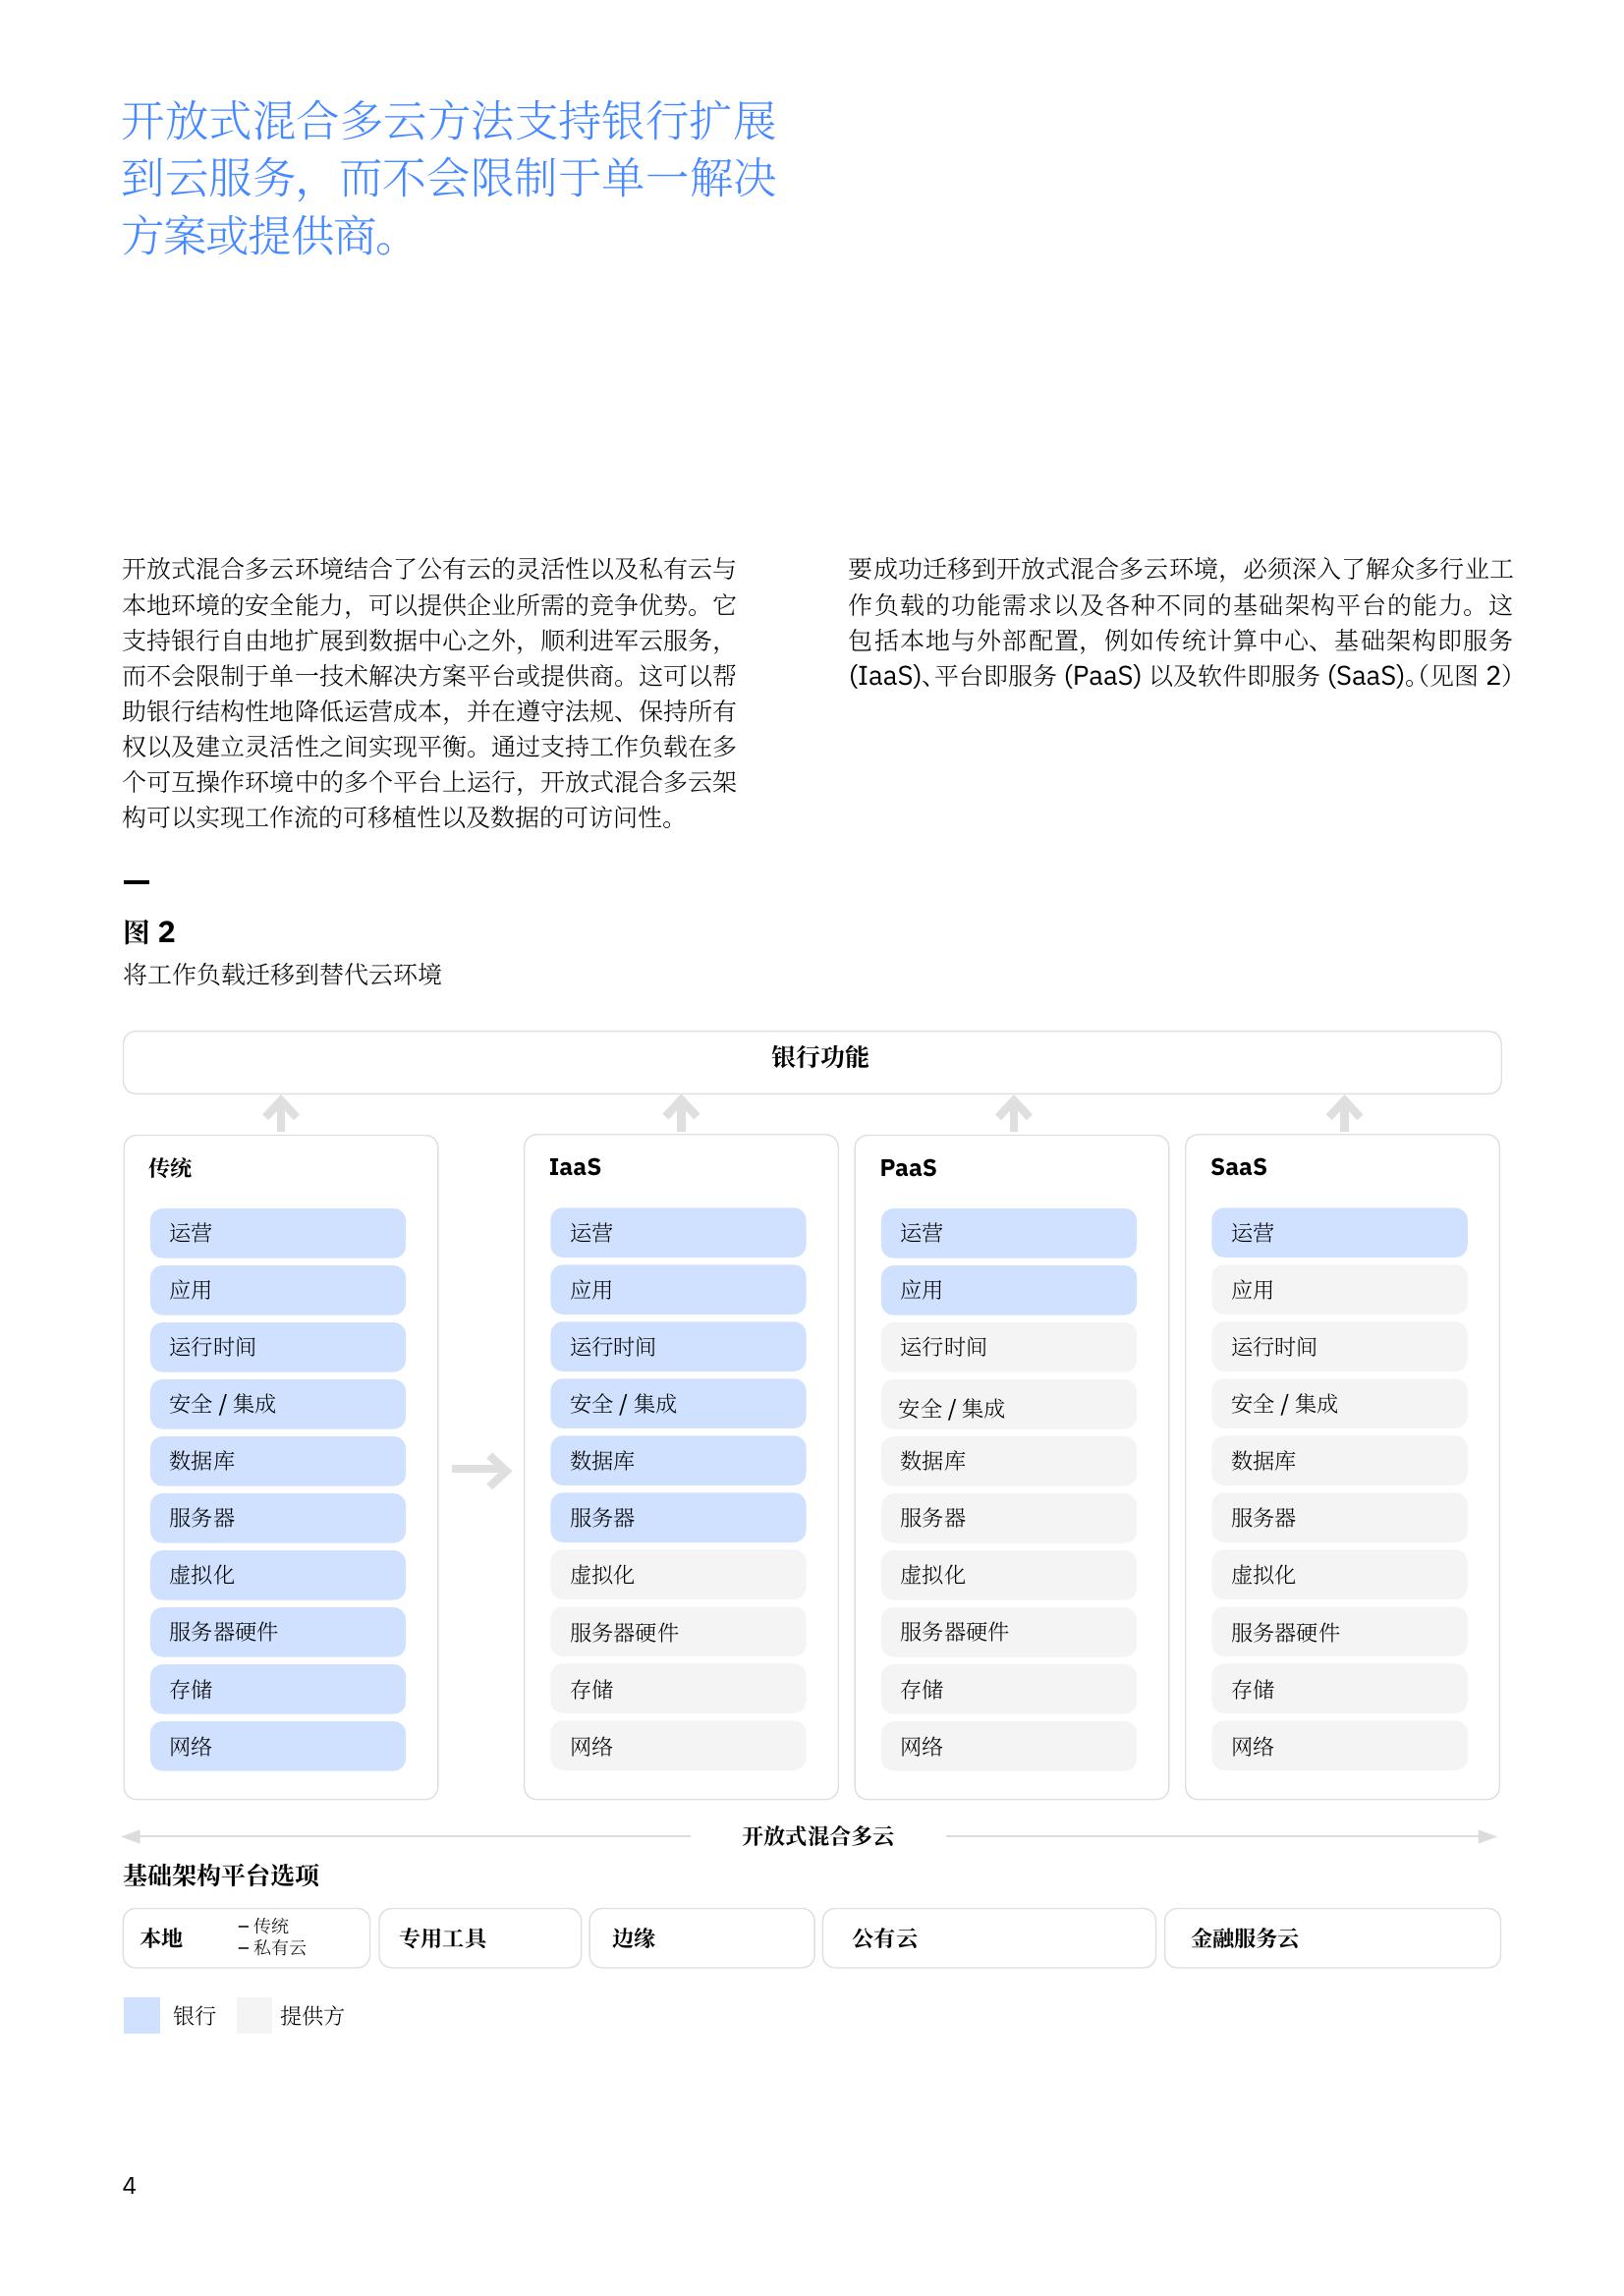 开放式混合多云方法支持银行扩展
到云服务，而不会限制于单一解决
方案或提供商。
开放式混合多云环境结合了公有云的灵活性以及私有云与
本地环境的安全能力，可以提供企业所需的竞争优势。它
支持银行自由地扩展到数据中心之外，顺利进军云服务，
而不会限制于单一技术解决方案平台或提供商。这可以帮
助银行结构性地降低运营成本，并在遵守法规、保持所有
权以及建立灵活性之间实现平衡。通过支持工作负载在多
个可互操作环境中的多个平台上运行，开放式混合多云架
构可以实现工作流的可移植性以及数据的可访问性。
要成功迁移到开放式混合多云环境，必须深入了解众多行业工
作负载的功能需求以及各种不同的基础架构平台的能力。这
包括本地与外部配置，例如传统计算中心、基础架构即服务
(IaaS)、平台即服务 (PaaS) 以及软件即服务 (SaaS)。（见图 2）
图 2
将工作负载迁移到替代云环境
银行功能
传统
运营
应用
运行时间
安全 / 集成
数据库
服务器
虚拟化
服务器硬件
存储
网络
IaaS
运营
应用
运行时间
安全 / 集成
数据库
服务器
虚拟化
服务器硬件
存储
网络
PaaS
运营
应用
运行时间
安全 / 集成
数据库
服务器
虚拟化
服务器硬件
存储
网络
SaaS
运营
应用
运行时间
安全 / 集成
数据库
服务器
虚拟化
服务器硬件
存储
网络
开放式混合多云
基础架构平台选项
本地
– 传统
– 私有云
专用工具
边缘
公有云
金融服务云
银行
提供方
4